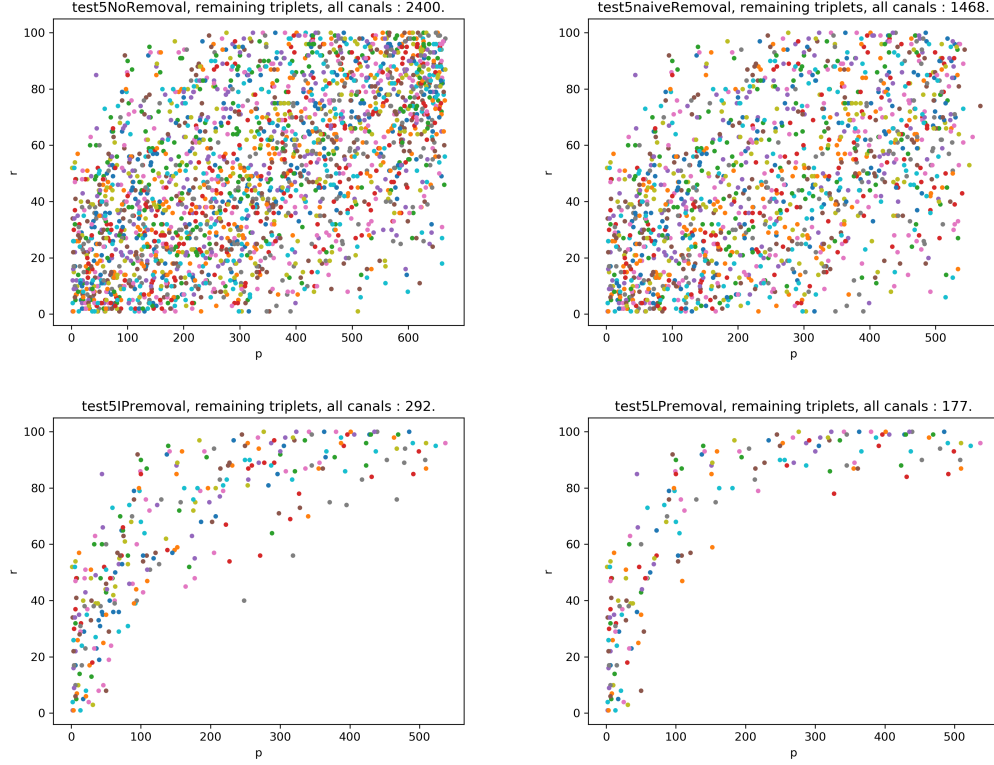 test5NoRemoval, remaining triplets, all canals : 2400.
100
80
60
40
20
0
r
0 100 200 300 400 500 600
p
test5naiveRemoval, remaining triplets, all canals : 1468.
100
80
60
40
20
0
r
0 100 200 300 400 500
p
test5IPremoval, remaining triplets, all canals : 292.
100
80
60
40
20
0
r
0 100 200 300 400 500
p
test5LPremoval, remaining triplets, all canals : 177.
100
80
60
40
20
0
r
0 100 200 300 400 500
p